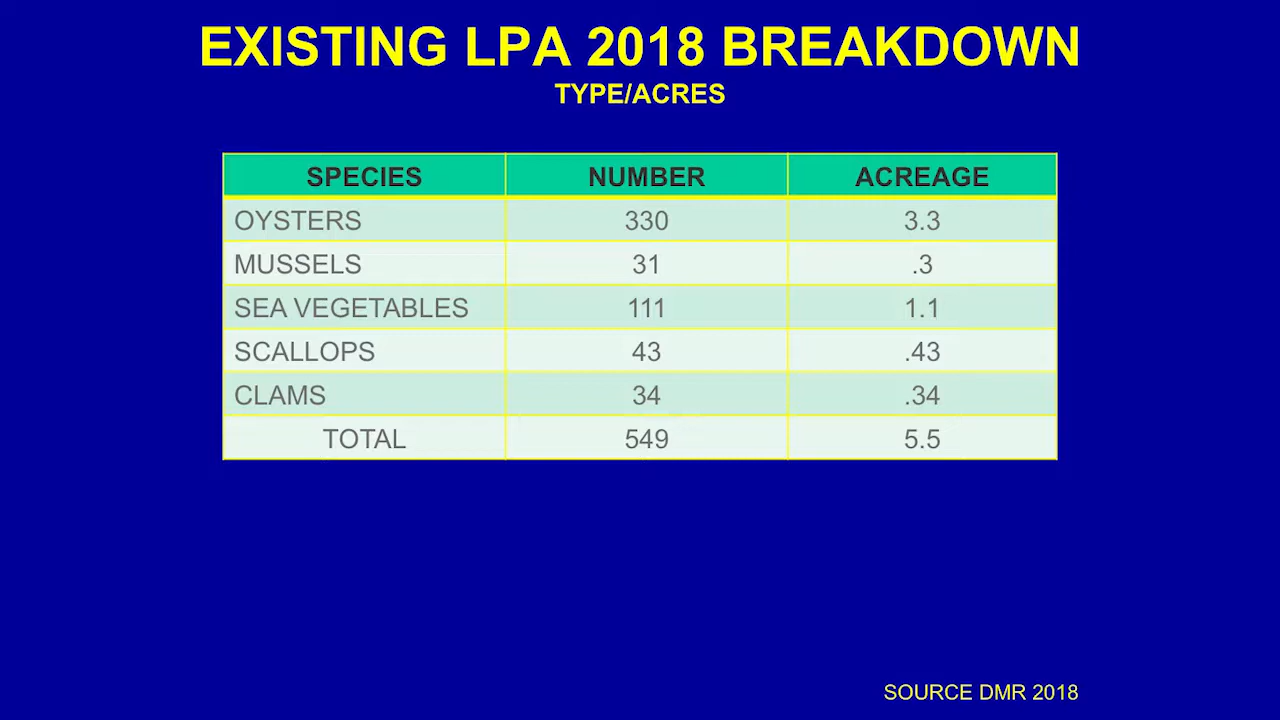 EXISTING LPA 2018 BREAKDOWN
TYPE/ACRES
SPECIES NUMBER ACREAGE
OYSTERS 330 3.3
MUSSELS 31 .3
SEA VEGETABLES 111 1.1
SCALLOPS 43 .43
CLAMS 34 .34
TOTAL 549 5.5
SOURCE DMR 2018